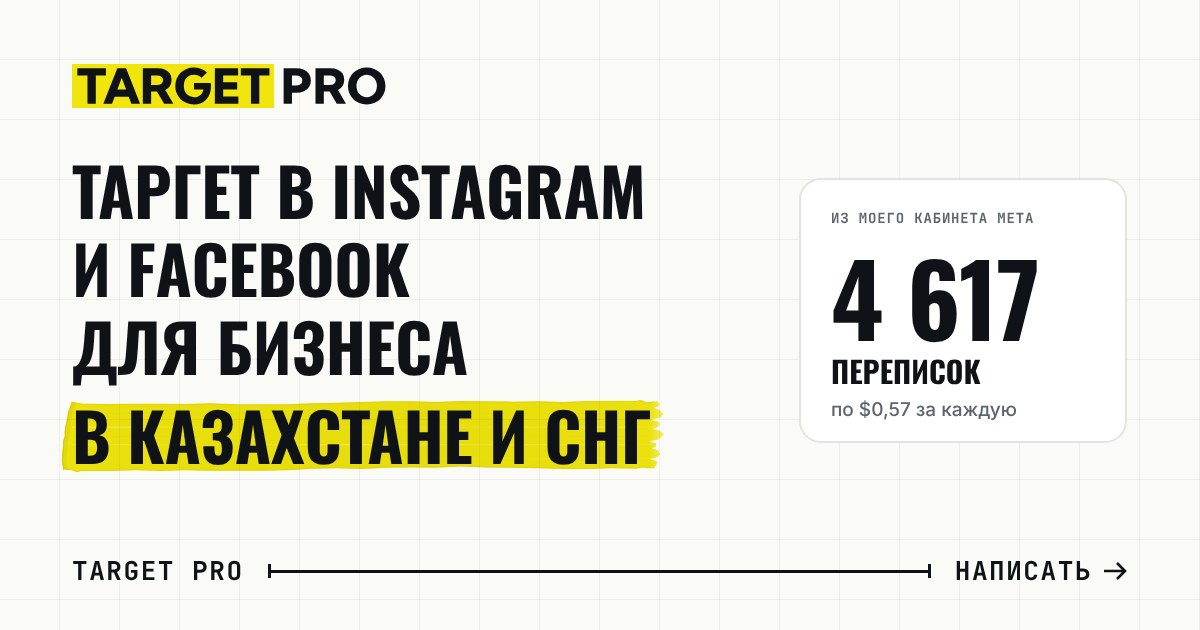 TARGET PRO
ТАРГЕТ В INSTAGRAM
И FACEBOOK
ДЛЯ БИЗНЕСА
В КАЗАХСТАНЕ И СНГ
ИЗ МОЕГО КАБИНЕТА МЕТА
4 617
ПЕРЕПИСОК
по $0,57 за каждую
TARGET PRO
НАПИСАТЬ →